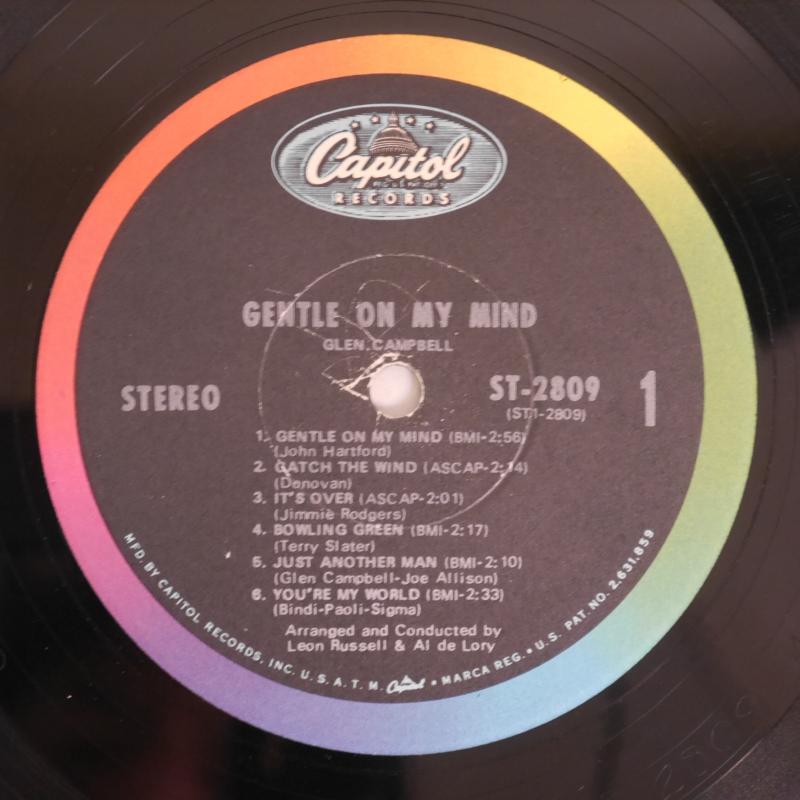 Capitol
REG. U.S. PAT. OFF.
RECORDS
GENTLE ON MY MIND
GLEN CAMPBELL
STEREO
ST-2809
(ST1-2809)
1
1. GENTLE ON MY MIND (BMI-2:56)
(John Hartford)
2. CATCH THE WIND (ASCAP-2:14)
(Donovan)
3. IT'S OVER (ASCAP-2:01)
(Jimmie Rodgers)
4. BOWLING GREEN (BMI-2:17)
(Terry Slater)
5. JUST ANOTHER MAN (BMI-2:10)
(Glen Campbell-Joe Allison)
6. YOU'RE MY WORLD (BMI-2:33)
(Bindi-Paoli-Sigma)
Arranged and Conducted by
Leon Russell & Al de Lory
MFD. BY CAPITOL RECORDS, INC. U. S. A. T. M. Capitol • MARCA REG. • U.S. PAT. NO. 2,631,859
2809